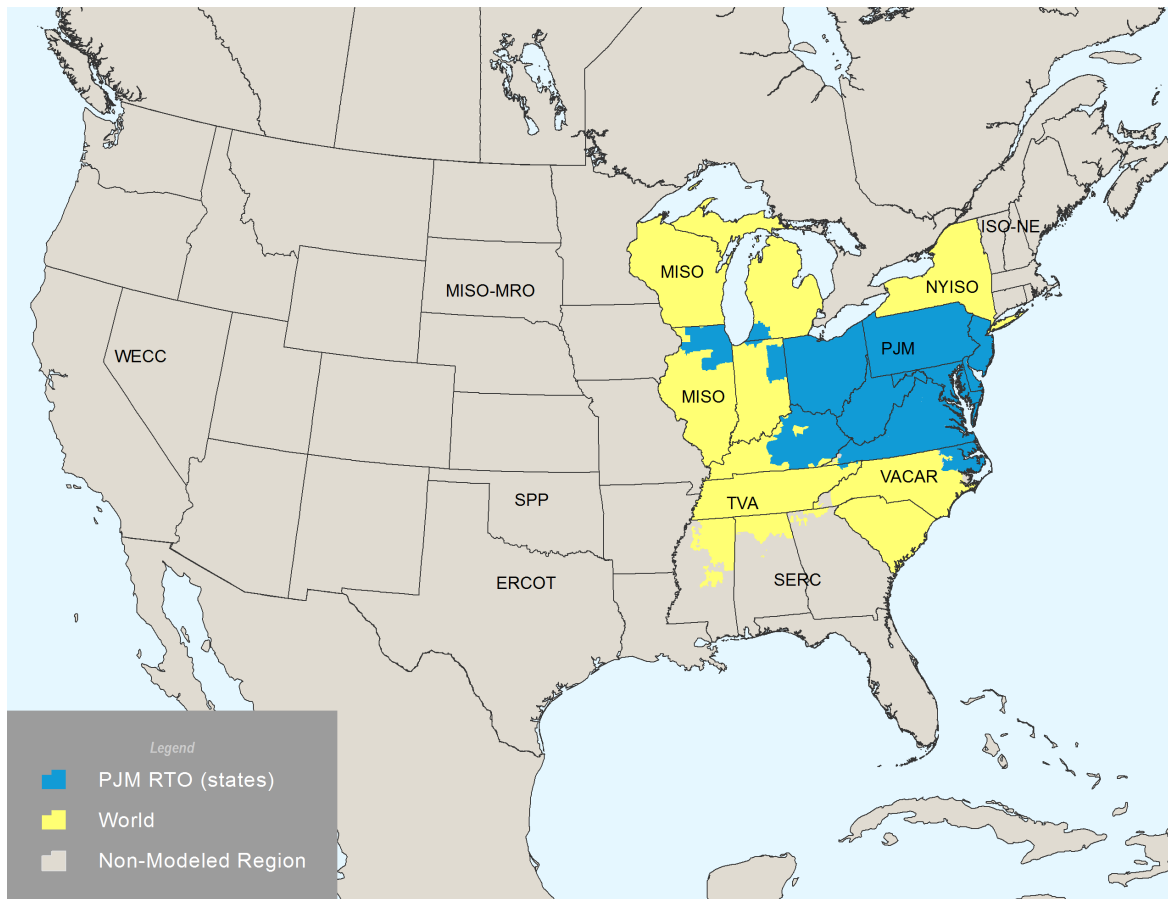 ISO-NE
MISO
NYISO
MISO-MRO
WECC
PJM
MISO
VACAR
SPP
TVA
ERCOT
SERC
Legend
PJM RTO (states)
World
Non-Modeled Region